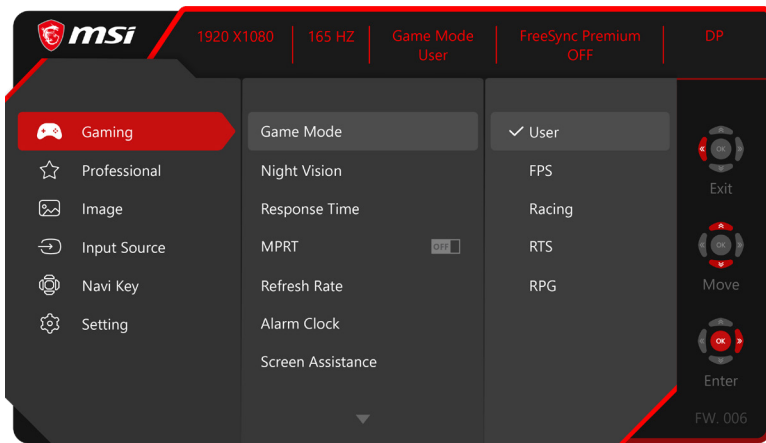 msi
1920 X1080
165 HZ
Game Mode
User
FreeSync Premium
OFF
DP
Gaming
Professional
Image
Input Source
Navi Key
Setting
Game Mode
Night Vision
Response Time
MPRT
OFF
Refresh Rate
Alarm Clock
Screen Assistance
User
FPS
Racing
RTS
RPG
OK
Exit
OK
Move
OK
Enter
FW. 006